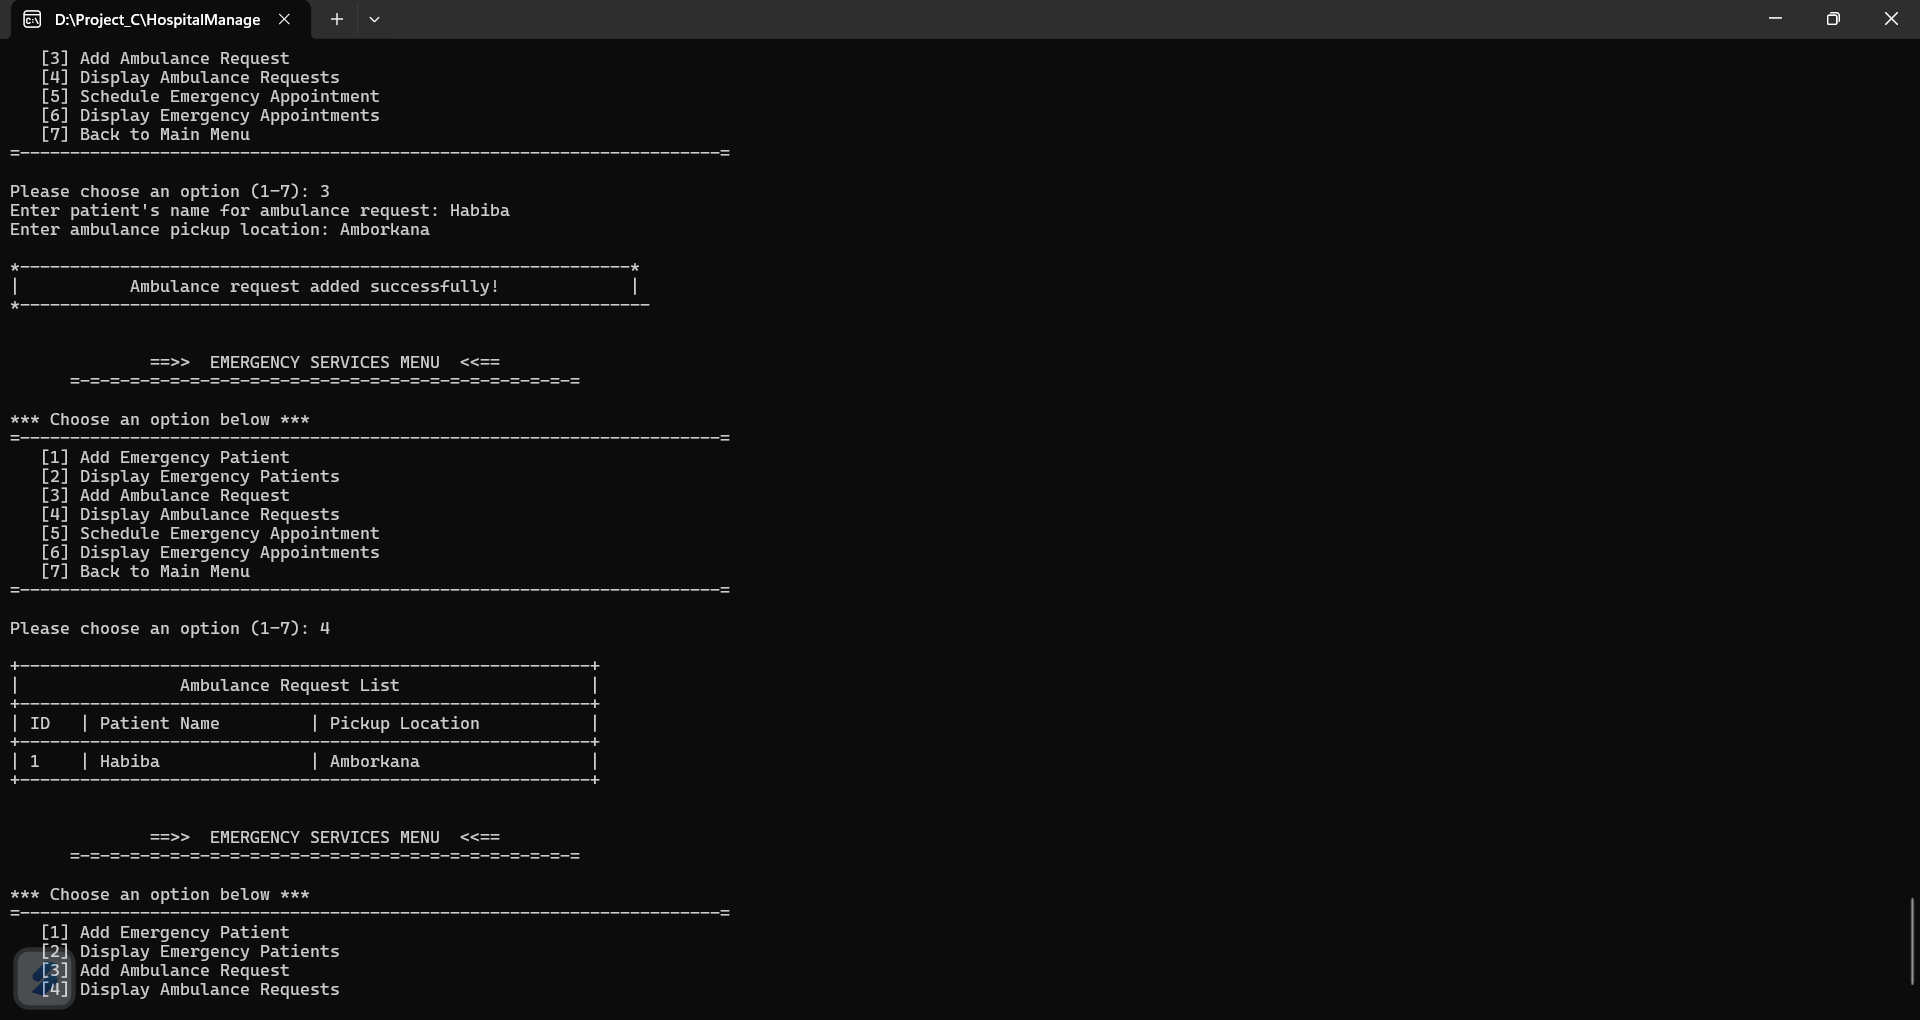 D:\Project_C\HospitalManage
[3] Add Ambulance Request
[4] Display Ambulance Requests
[5] Schedule Emergency Appointment
[6] Display Emergency Appointments
[7] Back to Main Menu
=----------------------------------------------------------------------=
Please choose an option (1-7): 3
Enter patient's name for ambulance request: Habiba
Enter ambulance pickup location: Amborkana
*-------------------------------------------------------------*
|           Ambulance request added successfully!             |
*---------------------------------------------------------------
==>>  EMERGENCY SERVICES MENU  <<==
=-=-=-=-=-=-=-=-=-=-=-=-=-=-=-=-=-=-=-=-=-=-=-=-=-=
*** Choose an option below ***
=----------------------------------------------------------------------=
[1] Add Emergency Patient
[2] Display Emergency Patients
[3] Add Ambulance Request
[4] Display Ambulance Requests
[5] Schedule Emergency Appointment
[6] Display Emergency Appointments
[7] Back to Main Menu
=----------------------------------------------------------------------=
Please choose an option (1-7): 4
+---------------------------------------------------------+
|                Ambulance Request List                   |
+---------------------------------------------------------+
| ID   | Patient Name         | Pickup Location           |
+---------------------------------------------------------+
| 1    | Habiba               | Amborkana                 |
+---------------------------------------------------------+
==>>  EMERGENCY SERVICES MENU  <<==
=-=-=-=-=-=-=-=-=-=-=-=-=-=-=-=-=-=-=-=-=-=-=-=-=-=
*** Choose an option below ***
=----------------------------------------------------------------------=
[1] Add Emergency Patient
[2] Display Emergency Patients
[3] Add Ambulance Request
[4] Display Ambulance Requests